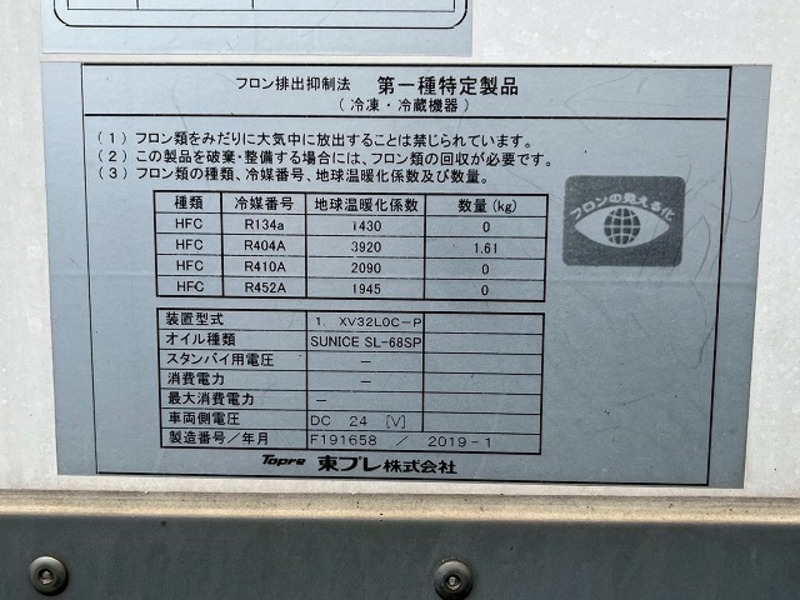 フロン排出抑制法 第一種特定製品
(冷凍・冷蔵機器)
(1) フロン類をみだりに大気中に放出することは禁じられています。
(2) この製品を破棄・整備する場合には、フロン類の回収が必要です。
(3) フロン類の種類、冷媒番号、地球温暖化係数及び数量。
フロンの見える化
種類 冷媒番号 地球温暖化係数 数量(kg)
HFC R134a 1430 0
HFC R404A 3920 1.61
HFC R410A 2090 0
HFC R452A 1945 0
装置型式 1. XV32LOC-P
オイル種類 SUNICE SL-68SP
スタンバイ用電圧 -
消費電力 -
最大消費電力 -
車両側電圧 DC 24 [V]
製造番号/年月 F191658 / 2019-1
Topre 東プレ株式会社